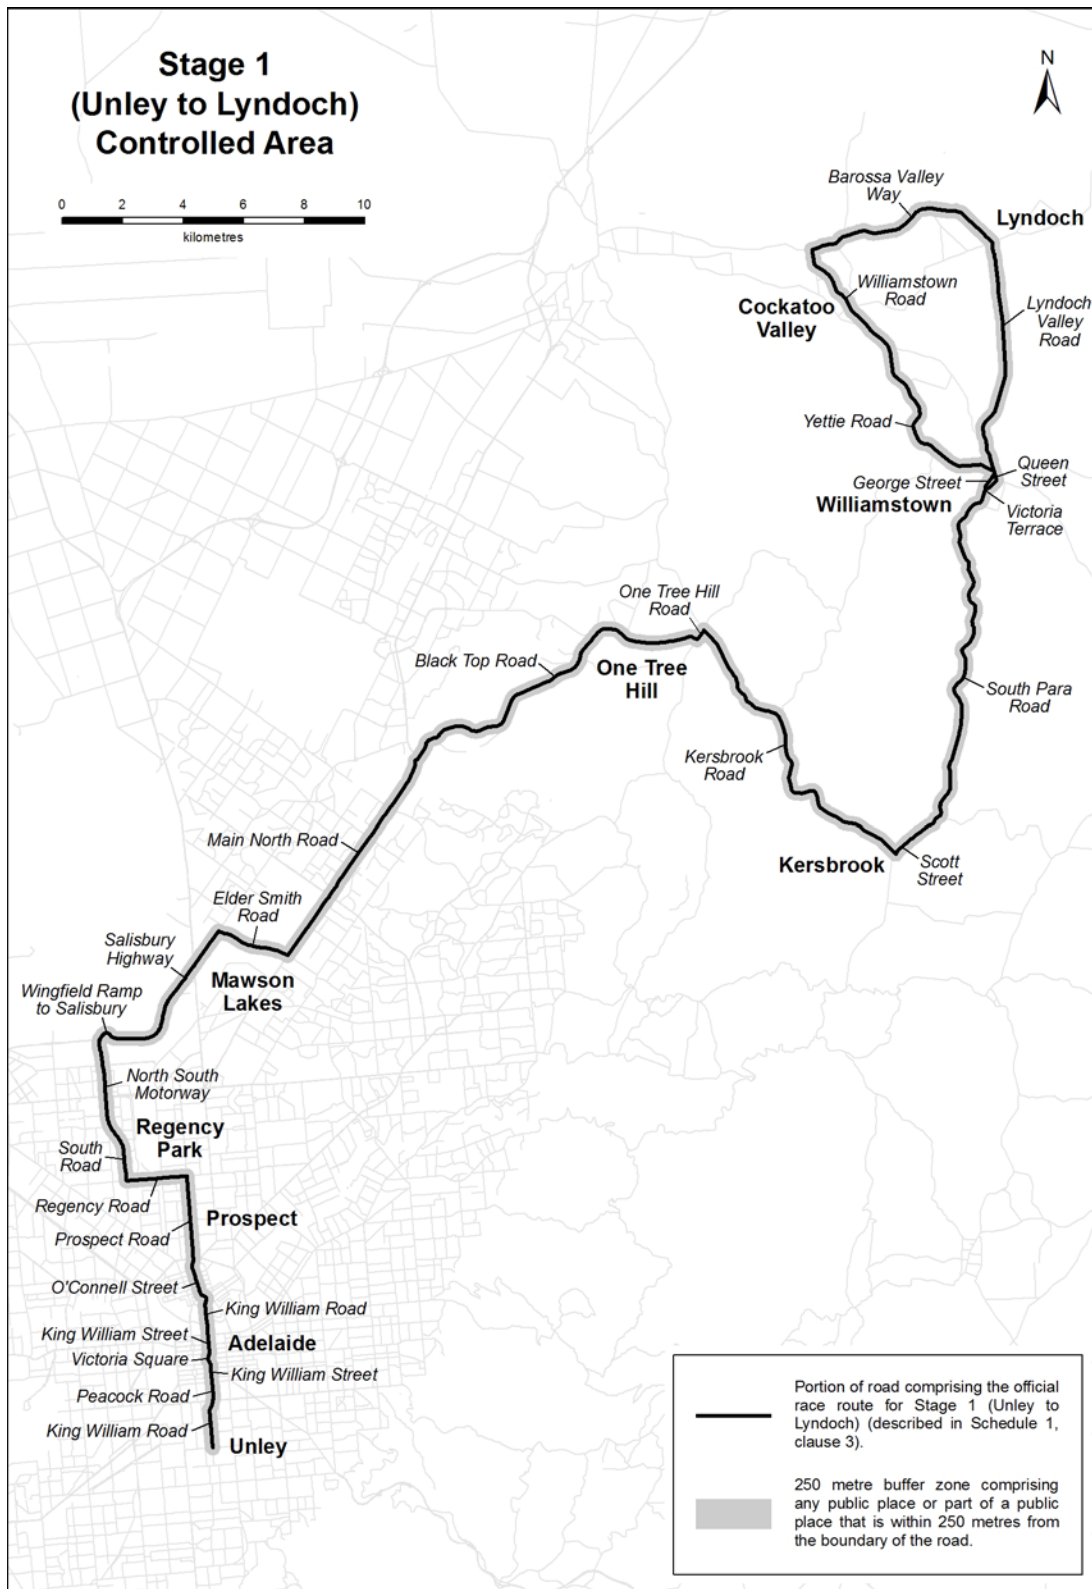 Stage 1
(Unley to Lyndoch)
Controlled Area
N
0 2 4 6 8 10
kilometres
Barossa Valley
Way
Lyndoch
Williamstown
Road
Cockatoo
Valley
Lyndoch
Valley
Road
Yettie Road
Queen
Street
George Street
Williamstown
Victoria
Terrace
One Tree Hill
Road
Black Top Road
One Tree
Hill
South Para
Road
Kersbrook
Road
Main North Road
Kersbrook
Scott
Street
Elder Smith
Road
Salisbury
Highway
Mawson
Lakes
Wingfield Ramp
to Salisbury
North South
Motorway
Regency
Park
South
Road
Regency Road
Prospect
Prospect Road
O'Connell Street
King William Road
King William Street
Adelaide
Victoria Square
King William Street
Peacock Road
King William Road
Unley
Portion of road comprising the official
race route for Stage 1 (Unley to
Lyndoch) (described in Schedule 1,
clause 3).
250 metre buffer zone comprising
any public place or part of a public
place that is within 250 metres from
the boundary of the road.